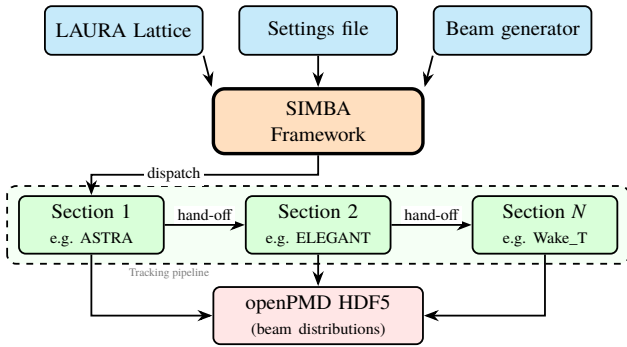 LAURA Lattice
Settings file
Beam generator
SIMBA
Framework
dispatch
Section 1
e.g. ASTRA
hand-off
Section 2
e.g. ELEGANT
hand-off
Section N
e.g. Wake_T
Tracking pipeline
openPMD HDF5
(beam distributions)